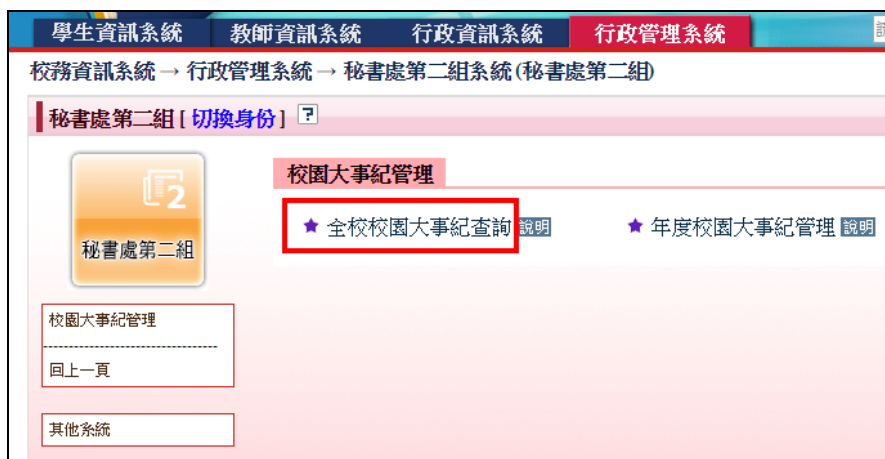 學生資訊系統 教師資訊系統 行政資訊系統 行政管理系統
校務資訊系統→ 行政管理系統→ 秘書處第二組系統(秘書處第二組)
秘書處第二組 [ 切換身份 ] ?
校園大事紀管理
2
秘書處第二組
★ 全校校園大事紀查詢 說明 ★ 年度校園大事紀管理 說明
校園大事紀管理
---------------------------------
回上一頁
其他系統